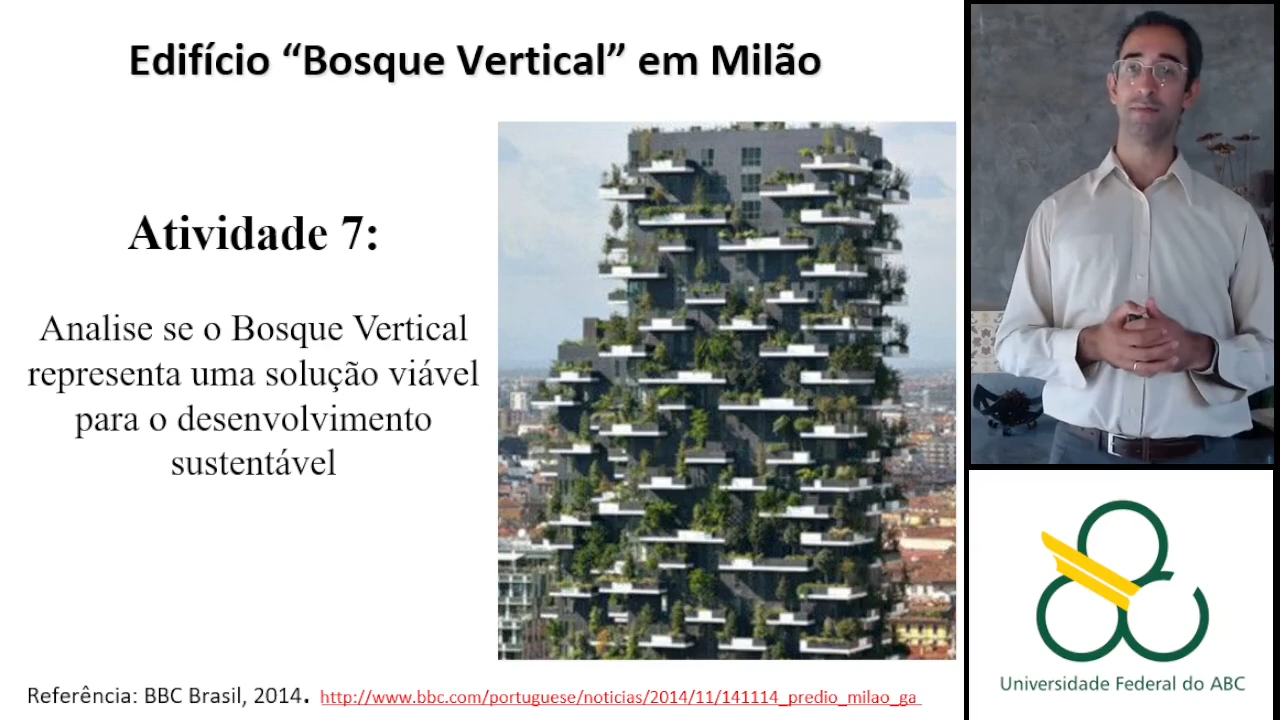 Edifício “Bosque Vertical” em Milão
Atividade 7:
Analise se o Bosque Vertical
representa uma solução viável
para o desenvolvimento
sustentável
Referência: BBC Brasil, 2014. http://www.bbc.com/portuguese/noticias/2014/11/141114_predio_milao_ga
Universidade Federal do ABC